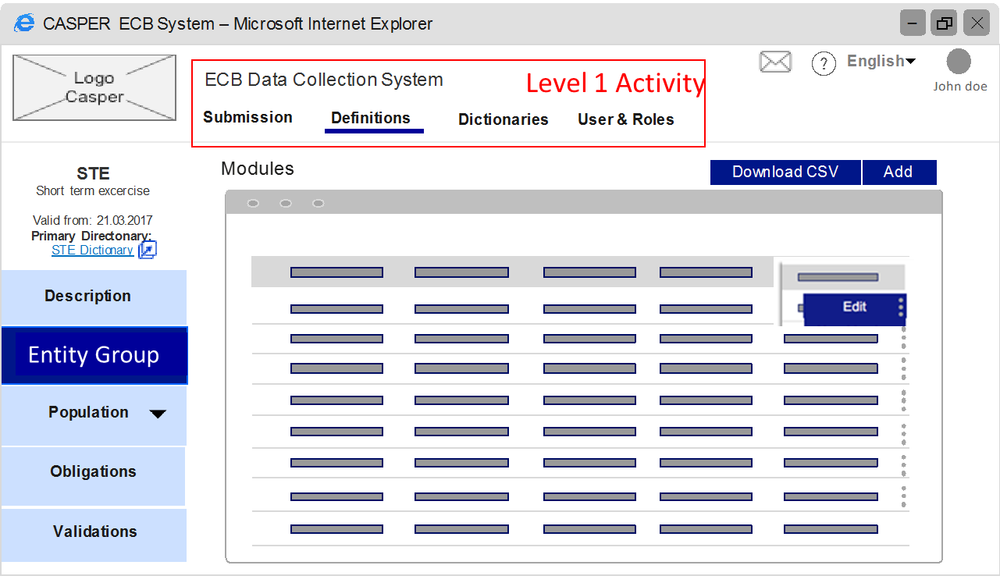 CASPER ECB System – Microsoft Internet Explorer
Logo
Casper
ECB Data Collection System
Level 1 Activity
Submission
Definitions
Dictionaries
User & Roles
?
English
John doe
STE
Short term excercise
Valid from: 21.03.2017
Primary Directonary:
STE Dictionary
Description
Entity Group
Population
Obligations
Validations
Modules
Download CSV
Add
Edit